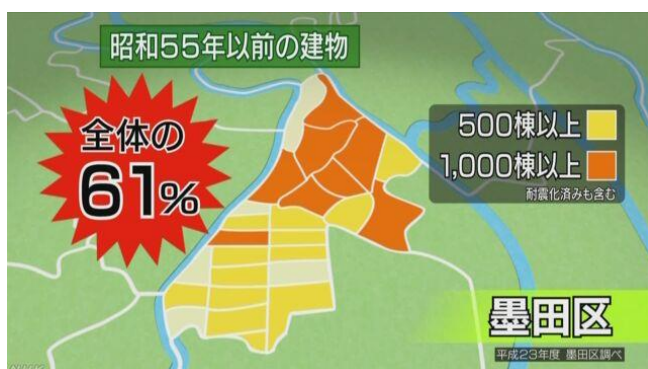 昭和55年以前の建物
全体の
61%
500棟以上
1,000棟以上
耐震化済みも含む
墨田区
平成23年度 墨田区調べ